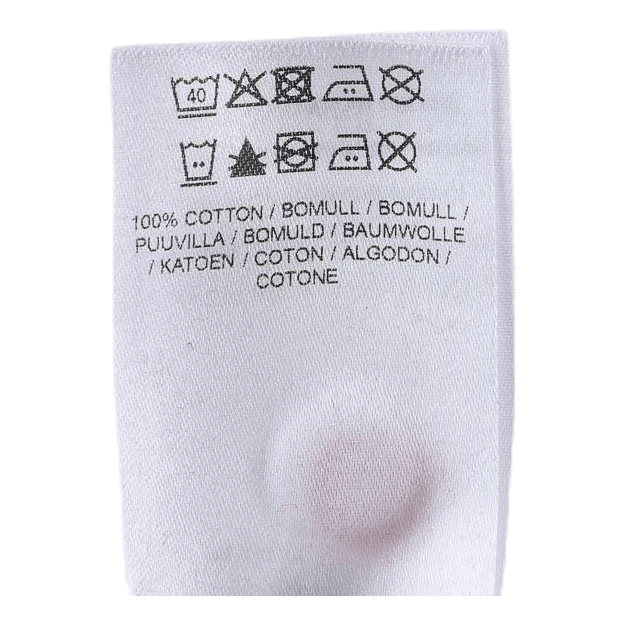 40
100% COTTON / BOMULL / BOMULL /
PUUVILLA / BOMULD / BAUMWOLLE
/ KATOEN / COTON / ALGODON /
COTONE